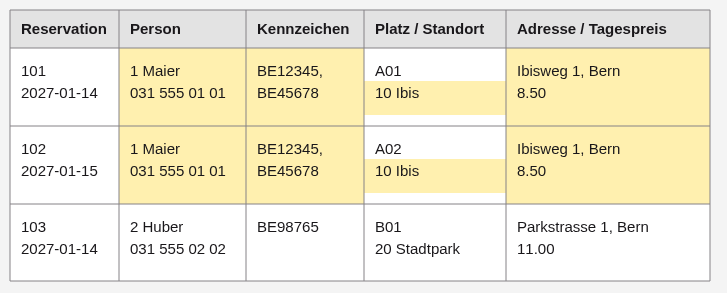 Reservation Person Kennzeichen Platz / Standort Adresse / Tagespreis
101 1 Maier BE12345, A01 Ibisweg 1, Bern
2027-01-14 031 555 01 01 BE45678 10 Ibis 8.50
102 1 Maier BE12345, A02 Ibisweg 1, Bern
2027-01-15 031 555 01 01 BE45678 10 Ibis 8.50
103 2 Huber BE98765 B01 Parkstrasse 1, Bern
2027-01-14 031 555 02 02 20 Stadtpark 11.00